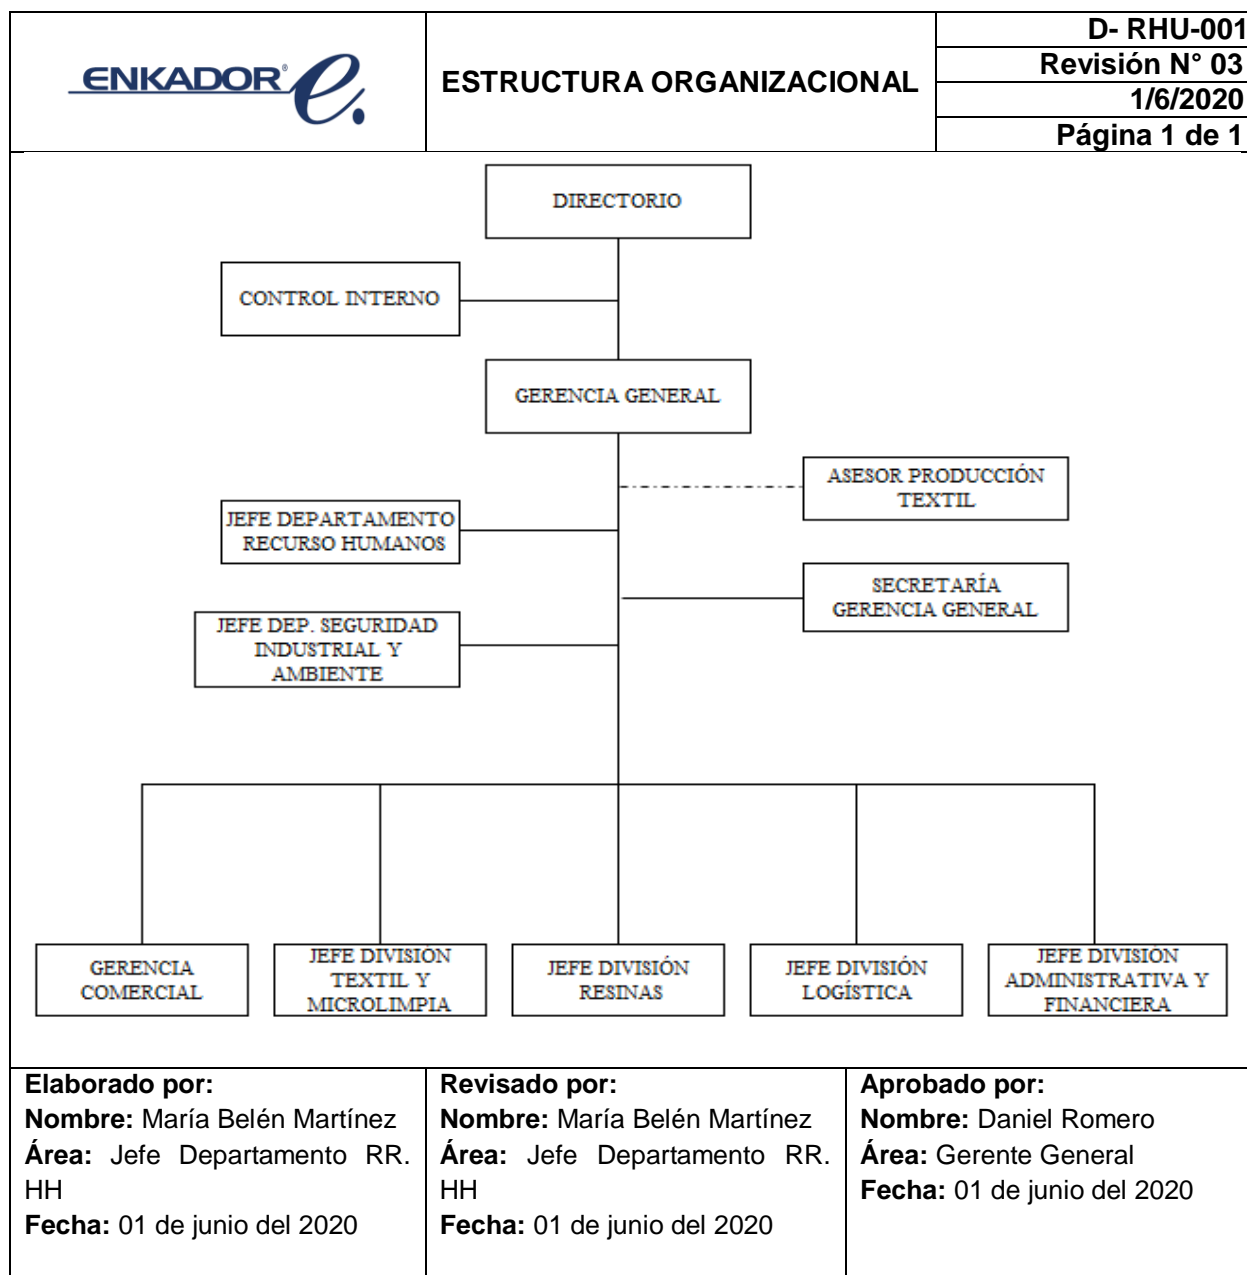 ENKADOR®
ESTRUCTURA ORGANIZACIONAL
D- RHU-001
Revisión N° 03
1/6/2020
Página 1 de 1
DIRECTORIO
CONTROL INTERNO
GERENCIA GENERAL
ASESOR PRODUCCIÓN
TEXTIL
JEFE DEPARTAMENTO
RECURSO HUMANOS
SECRETARÍA
GERENCIA GENERAL
JEFE DEP. SEGURIDAD
INDUSTRIAL Y
AMBIENTE
GERENCIA
COMERCIAL
JEFE DIVISIÓN
TEXTIL Y
MICROLIMPIA
JEFE DIVISIÓN
RESINAS
JEFE DIVISIÓN
LOGÍSTICA
JEFE DIVISIÓN
ADMINISTRATIVA Y
FINANCIERA
Elaborado por:
Nombre: María Belén Martínez
Área: Jefe Departamento RR.
HH
Fecha: 01 de junio del 2020
Revisado por:
Nombre: María Belén Martínez
Área: Jefe Departamento RR.
HH
Fecha: 01 de junio del 2020
Aprobado por:
Nombre: Daniel Romero
Área: Gerente General
Fecha: 01 de junio del 2020